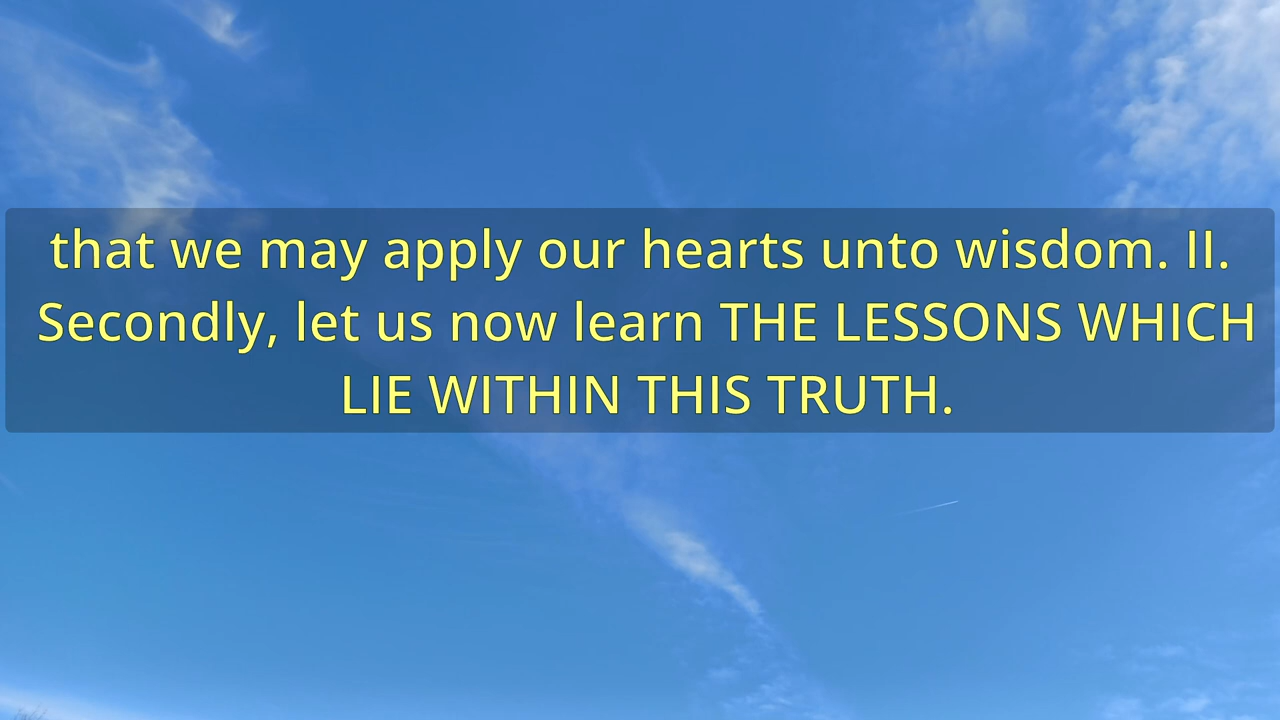 that we may apply our hearts unto wisdom. II.
Secondly, let us now learn THE LESSONS WHICH
LIE WITHIN THIS TRUTH.